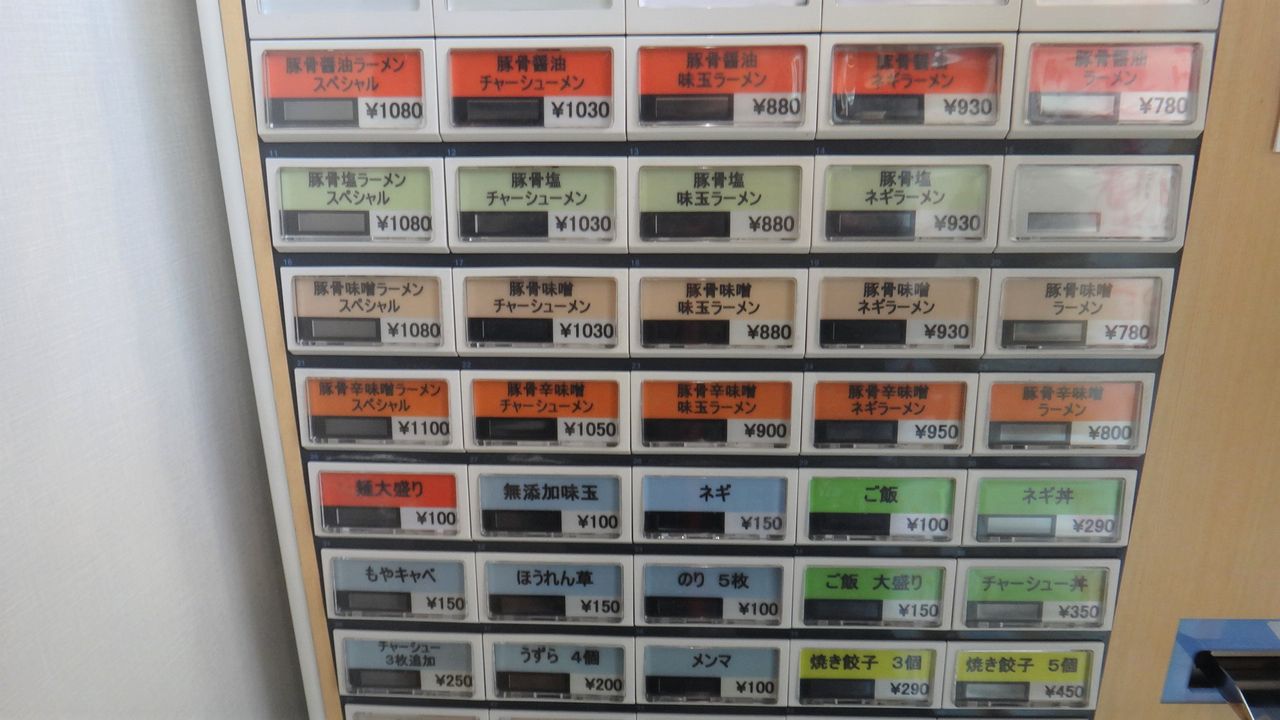 豚骨醤油ラーメン
スペシャル
¥1080
豚骨醤油
チャーシューメン
¥1030
豚骨醤油
味玉ラーメン
¥880
豚骨醤油
ネギラーメン
¥930
豚骨醤油
ラーメン
¥780
11
豚骨塩ラーメン
スペシャル
¥1080
12
豚骨塩
チャーシューメン
¥1030
13
豚骨塩
味玉ラーメン
¥880
14
豚骨塩
ネギラーメン
¥930
15
16
豚骨味噌ラーメン
スペシャル
¥1080
17
豚骨味噌
チャーシューメン
¥1030
18
豚骨味噌
味玉ラーメン
¥880
19
豚骨味噌
ネギラーメン
¥930
20
豚骨味噌
ラーメン
¥780
21
豚骨辛味噌ラーメン
スペシャル
¥1100
22
豚骨辛味噌
チャーシューメン
¥1050
23
豚骨辛味噌
味玉ラーメン
¥900
24
豚骨辛味噌
ネギラーメン
¥950
豚骨辛味噌
ラーメン
¥800
麺大盛り
¥100
無添加味玉
¥100
ネギ
¥150
ご飯
¥100
ネギ丼
¥290
もやキャベ
¥150
ほうれん草
¥150
のり 5枚
¥100
ご飯 大盛り
¥150
チャーシュー丼
¥350
チャーシュー
3枚追加
¥250
うずら 4個
¥200
メンマ
¥100
焼き餃子 3個
¥290
焼き餃子 5個
¥450